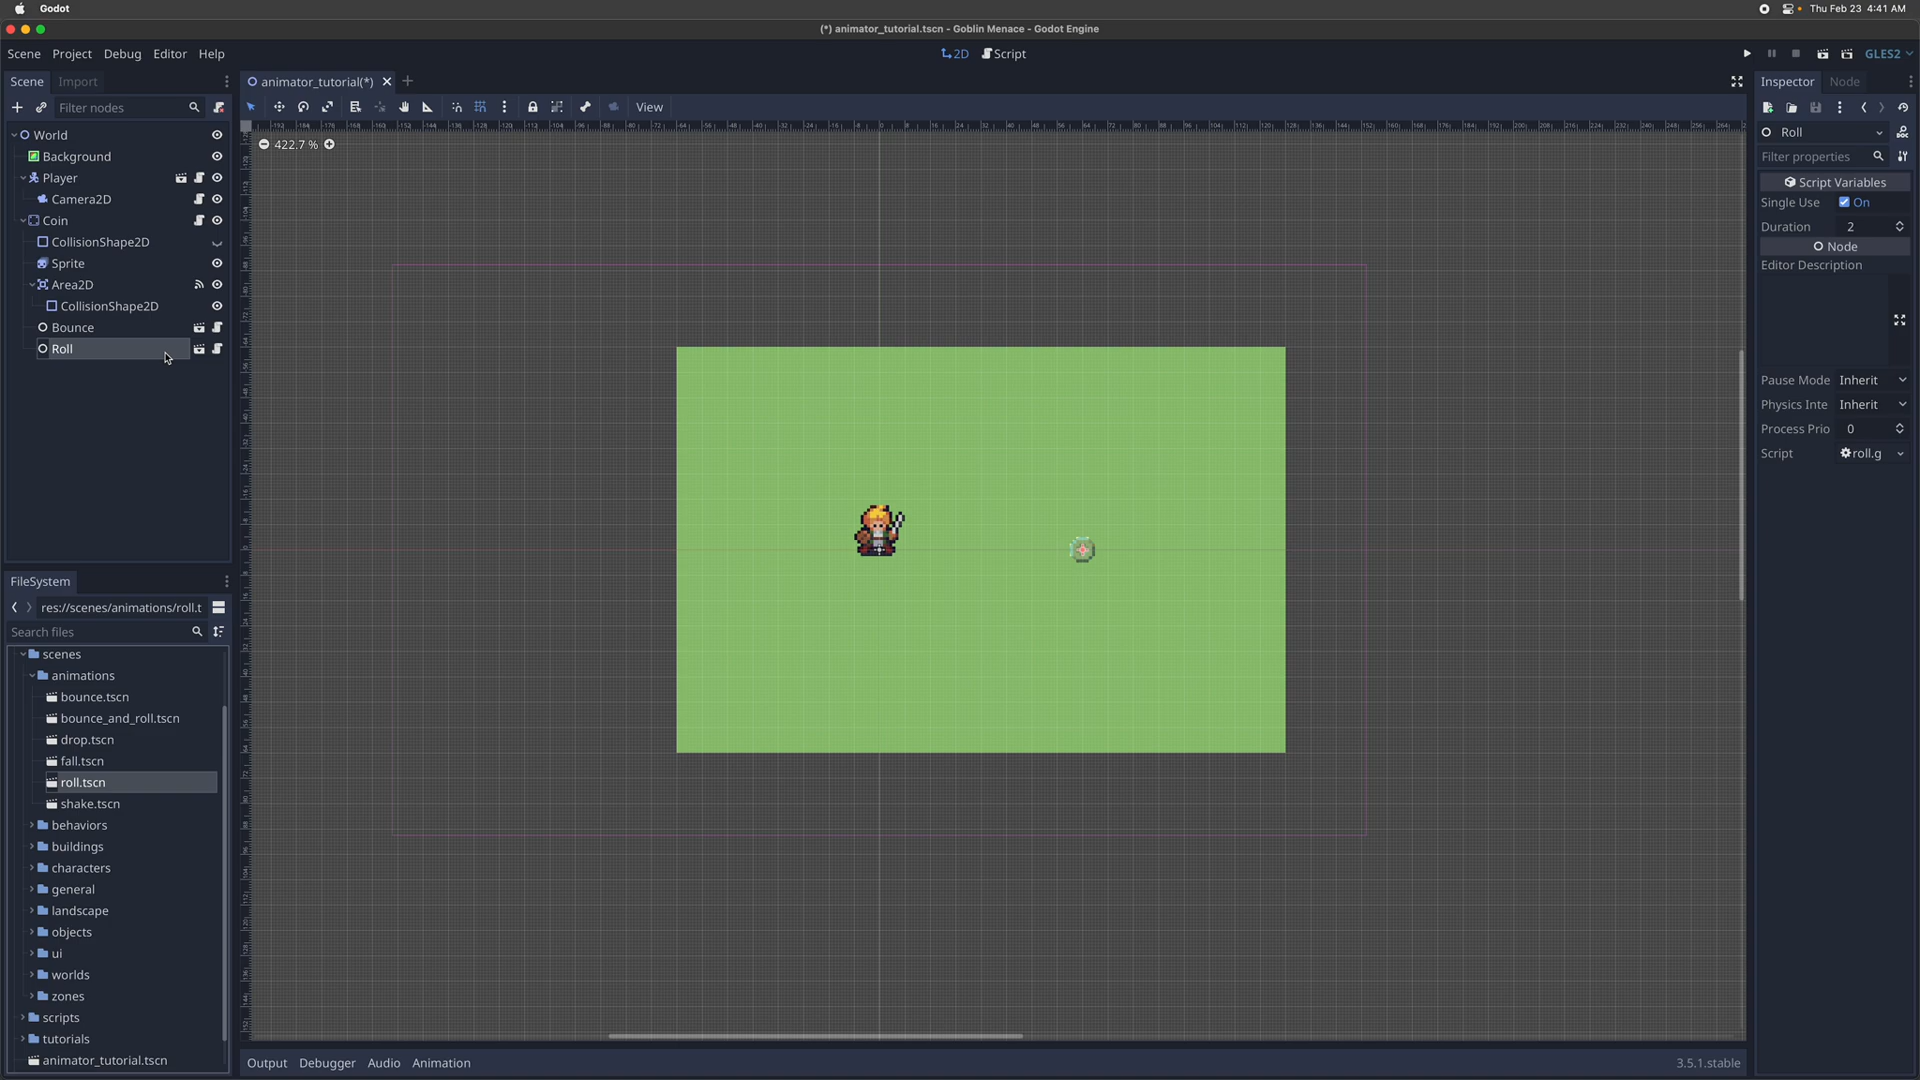 Godot
Thu Feb 23 4:41 AM
(*) animator_tutorial.tscn - Goblin Menace - Godot Engine
Scene Project Debug Editor Help
2D Script
GLES2
Scene Import
Filter nodes
World
Background
Player
Camera2D
Coin
CollisionShape2D
Sprite
Area2D
CollisionShape2D
Bounce
Roll
FileSystem
res://scenes/animations/roll.t
Search files
scenes
animations
bounce.tscn
bounce_and_roll.tscn
drop.tscn
fall.tscn
roll.tscn
shake.tscn
behaviors
buildings
characters
general
landscape
objects
ui
worlds
zones
scripts
tutorials
animator_tutorial.tscn
animator_tutorial(*)
View
422.7 %
Output Debugger Audio Animation
3.5.1.stable
Inspector Node
Roll
Filter properties
Script Variables
Single Use On
Duration 2
Node
Editor Description
Pause Mode Inherit
Physics Inte Inherit
Process Prio 0
Script roll.g